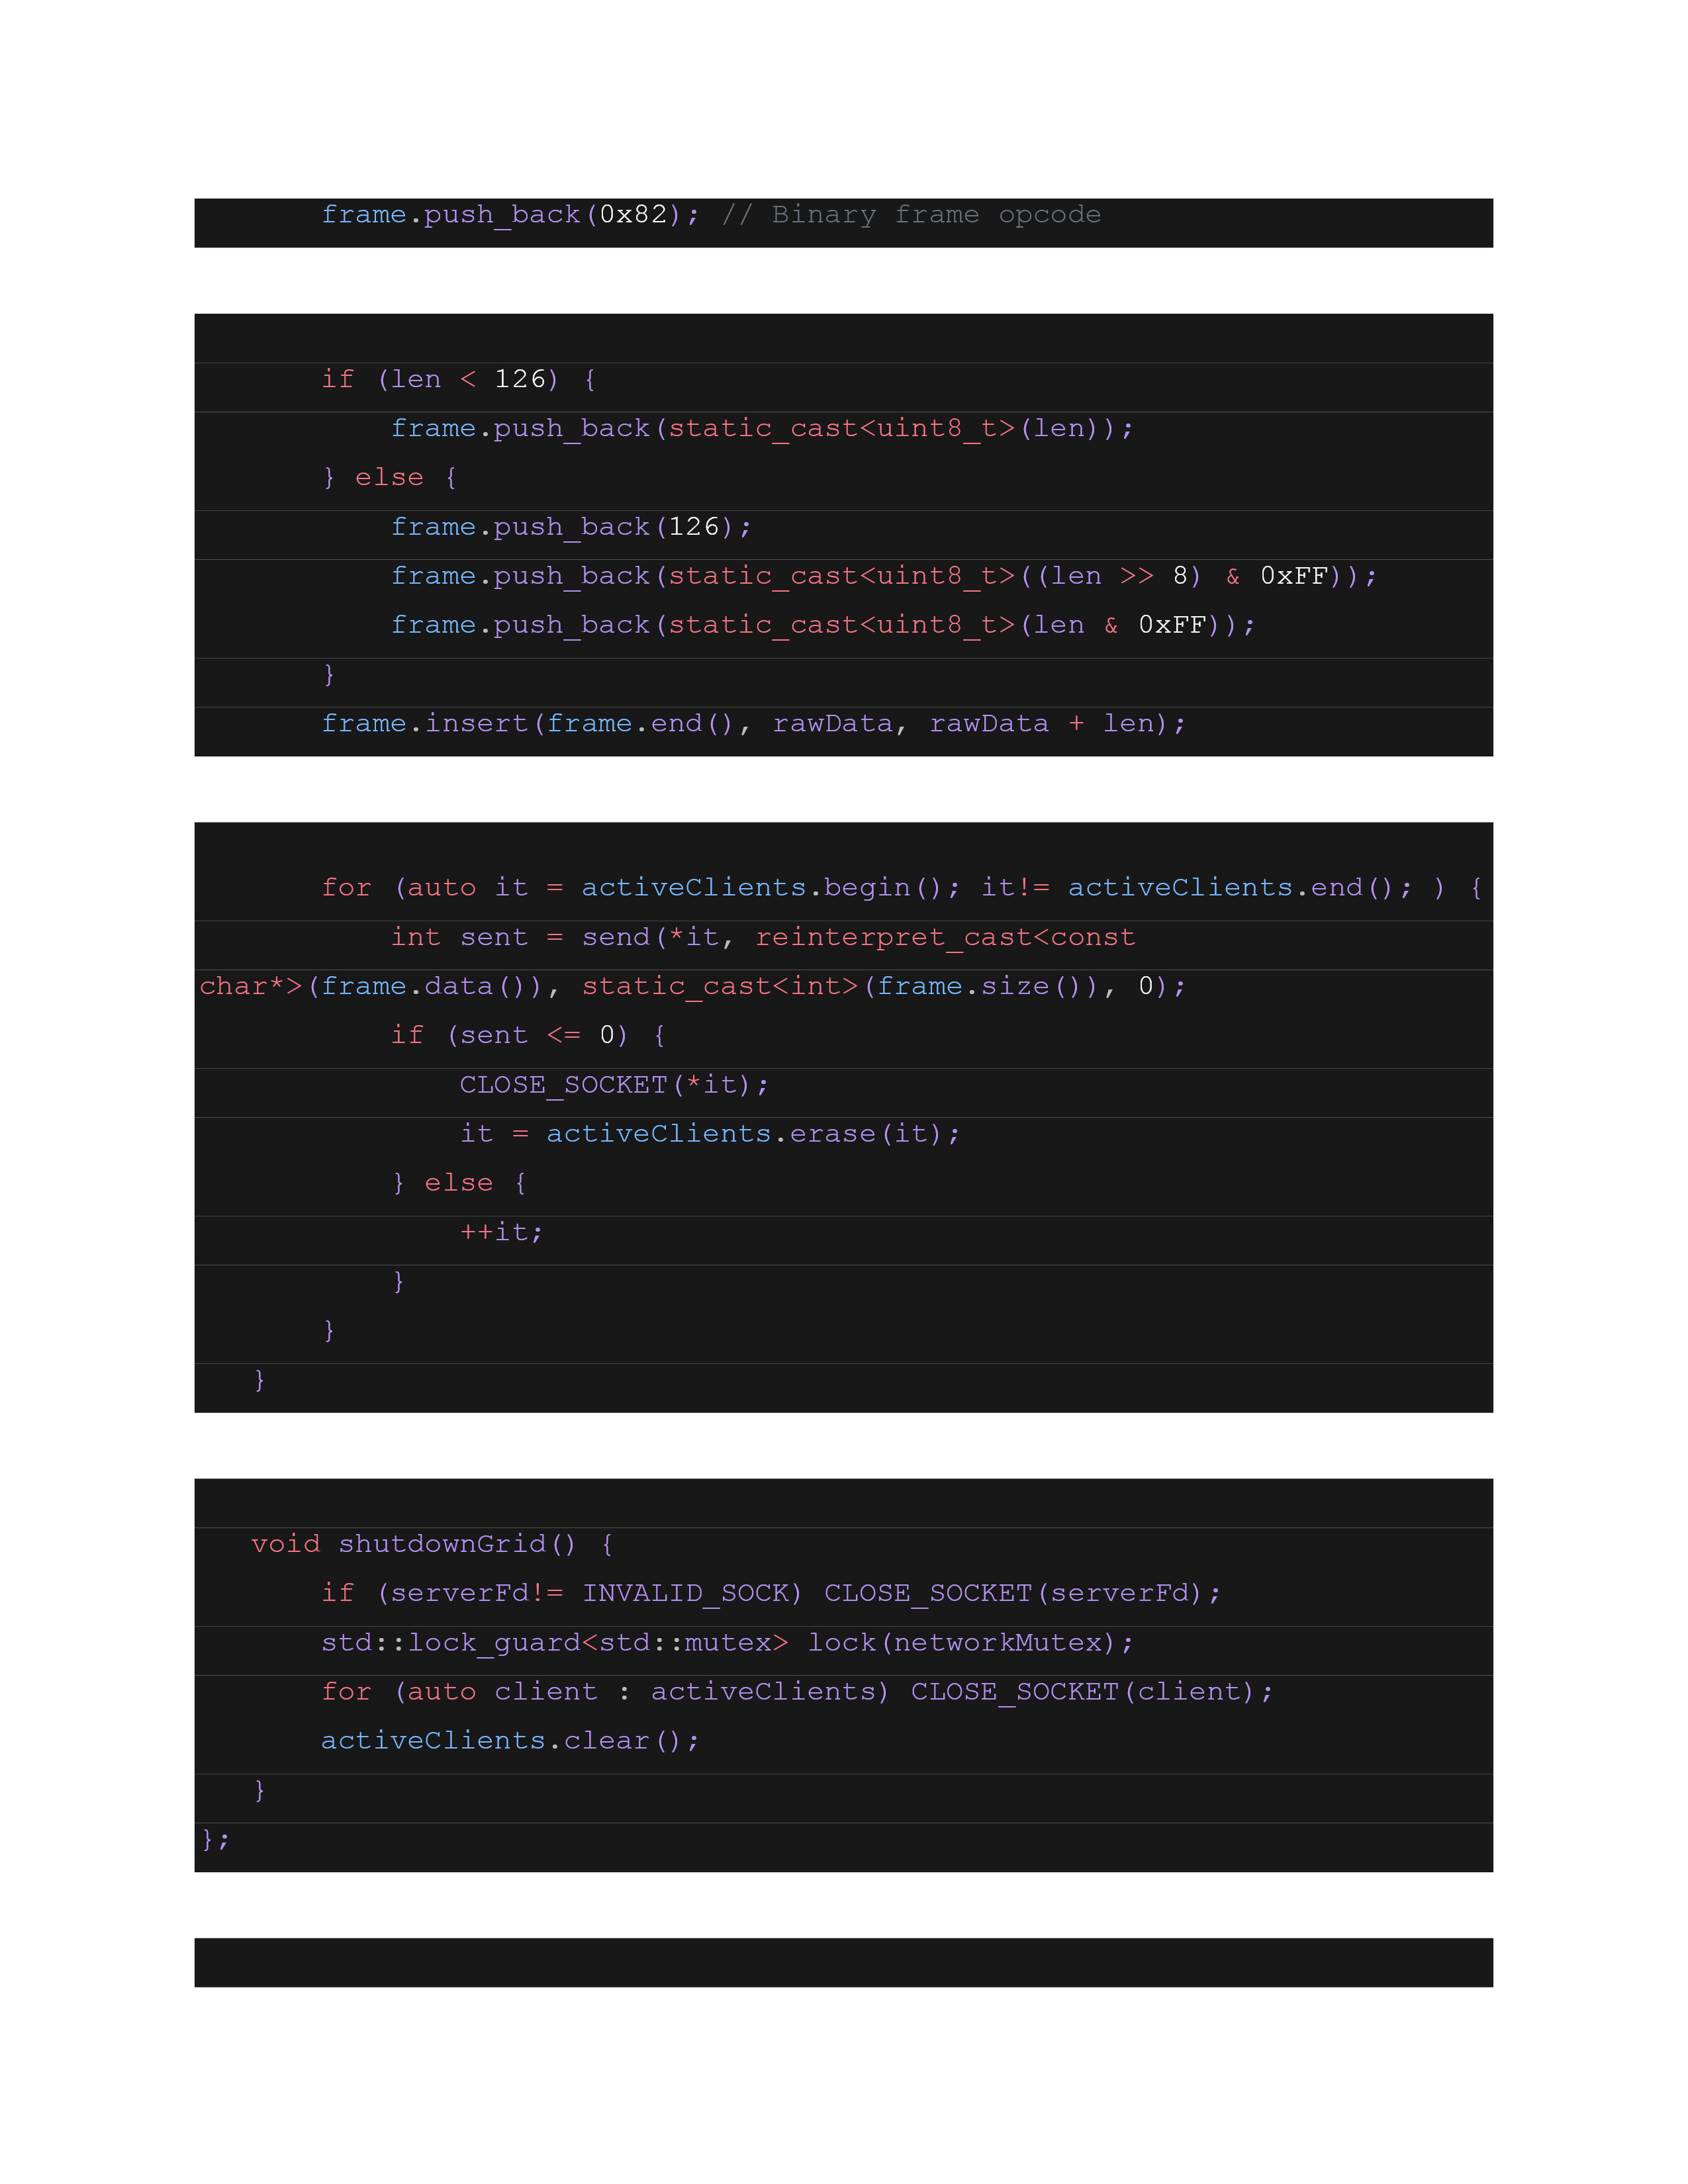 frame.push_back(0x82); // Binary frame opcode
if (len < 126) {
frame.push_back(static_cast<uint8_t>(len));
} else {
frame.push_back(126);
frame.push_back(static_cast<uint8_t>((len >> 8) & 0xFF));
frame.push_back(static_cast<uint8_t>(len & 0xFF));
}
frame.insert(frame.end(), rawData, rawData + len);
for (auto it = activeClients.begin(); it!= activeClients.end(); ) {
int sent = send(*it, reinterpret_cast<const
char*>(frame.data()), static_cast<int>(frame.size()), 0);
if (sent <= 0) {
CLOSE_SOCKET(*it);
it = activeClients.erase(it);
} else {
++it;
}
}
}
void shutdownGrid() {
if (serverFd!= INVALID_SOCK) CLOSE_SOCKET(serverFd);
std::lock_guard<std::mutex> lock(networkMutex);
for (auto client : activeClients) CLOSE_SOCKET(client);
activeClients.clear();
}
};